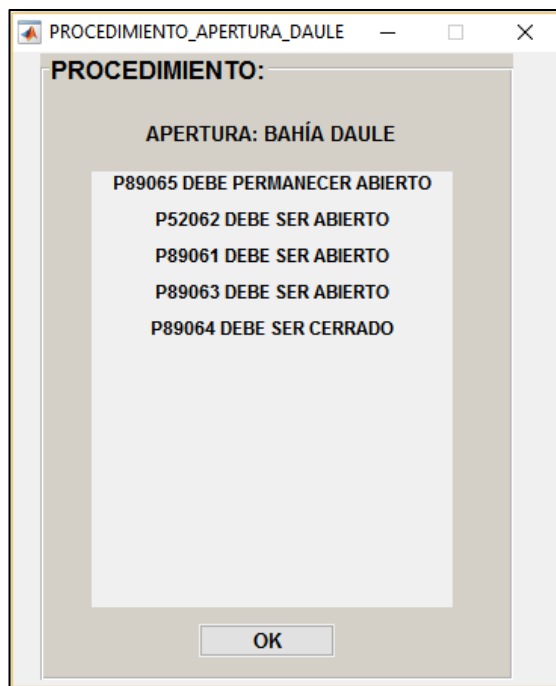 PROCEDIMIENTO_APERTURA_DAULE
PROCEDIMIENTO:
APERTURA: BAHÍA DAULE
P89065 DEBE PERMANECER ABIERTO
P52062 DEBE SER ABIERTO
P89061 DEBE SER ABIERTO
P89063 DEBE SER ABIERTO
P89064 DEBE SER CERRADO
OK